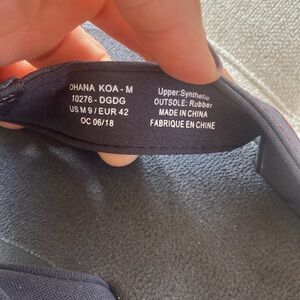 OHANA KOA - M
10276 - DGDG
US M 9 / EUR 42
OC 06/18
Upper: Synthetic
OUTSOLE: Rubber
MADE IN CHINA
FABRIQUE EN CHINE